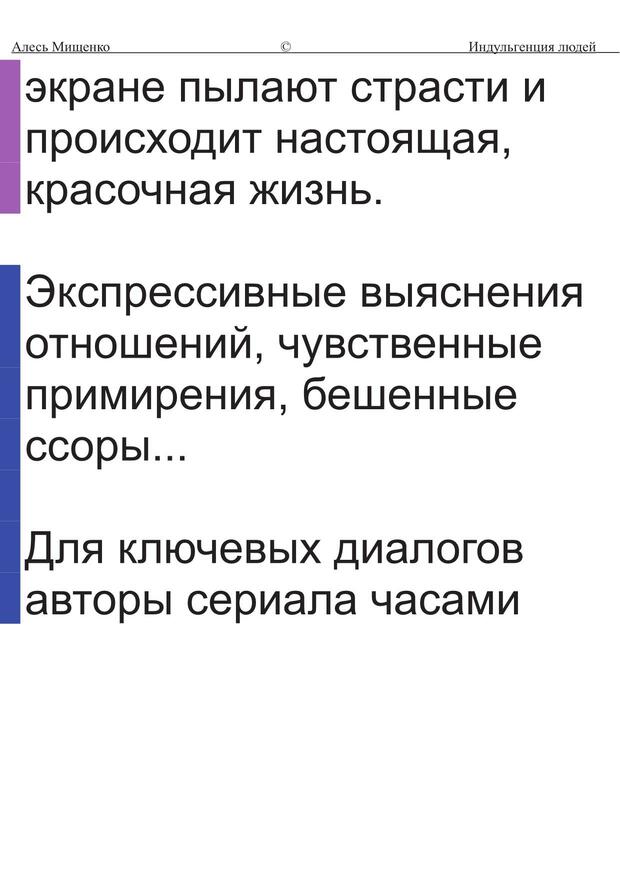 Алесь Мищенко © Индульгенция людей
экране пылают страсти и
происходит настоящая,
красочная жизнь.
Экспрессивные выяснения
отношений, чувственные
примирения, бешенные
ссоры...
Для ключевых диалогов
авторы сериала часами